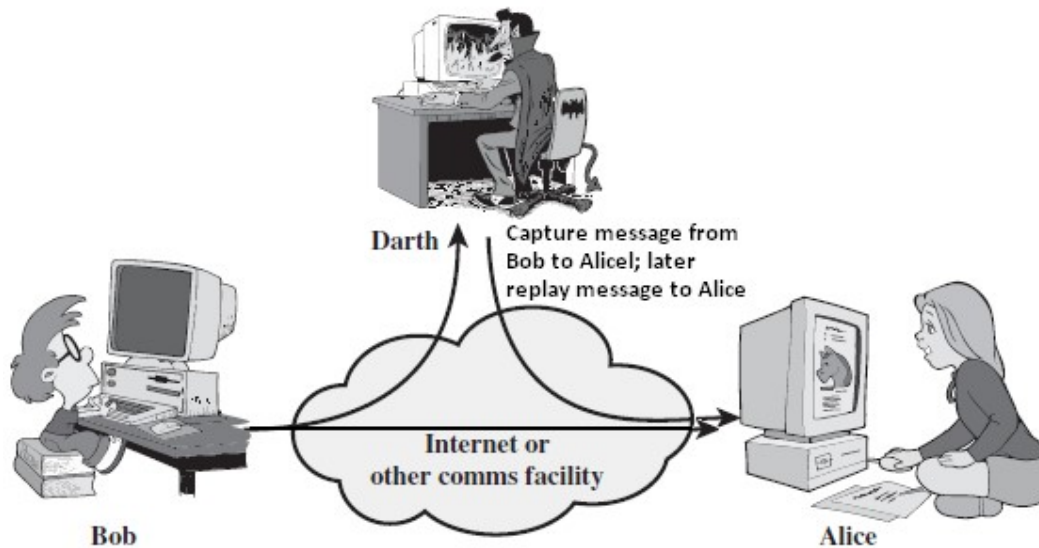 Darth
Capture message from
Bob to Alicel; later
replay message to Alice
Internet or
other comms facility
Bob
Alice